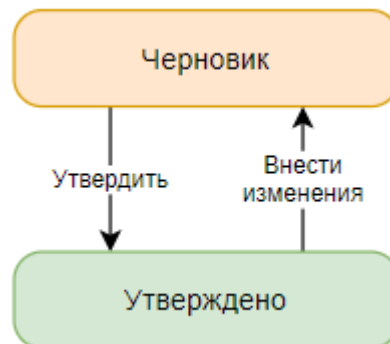 Черновик
Утвердить
Внести
изменения
Утверждено